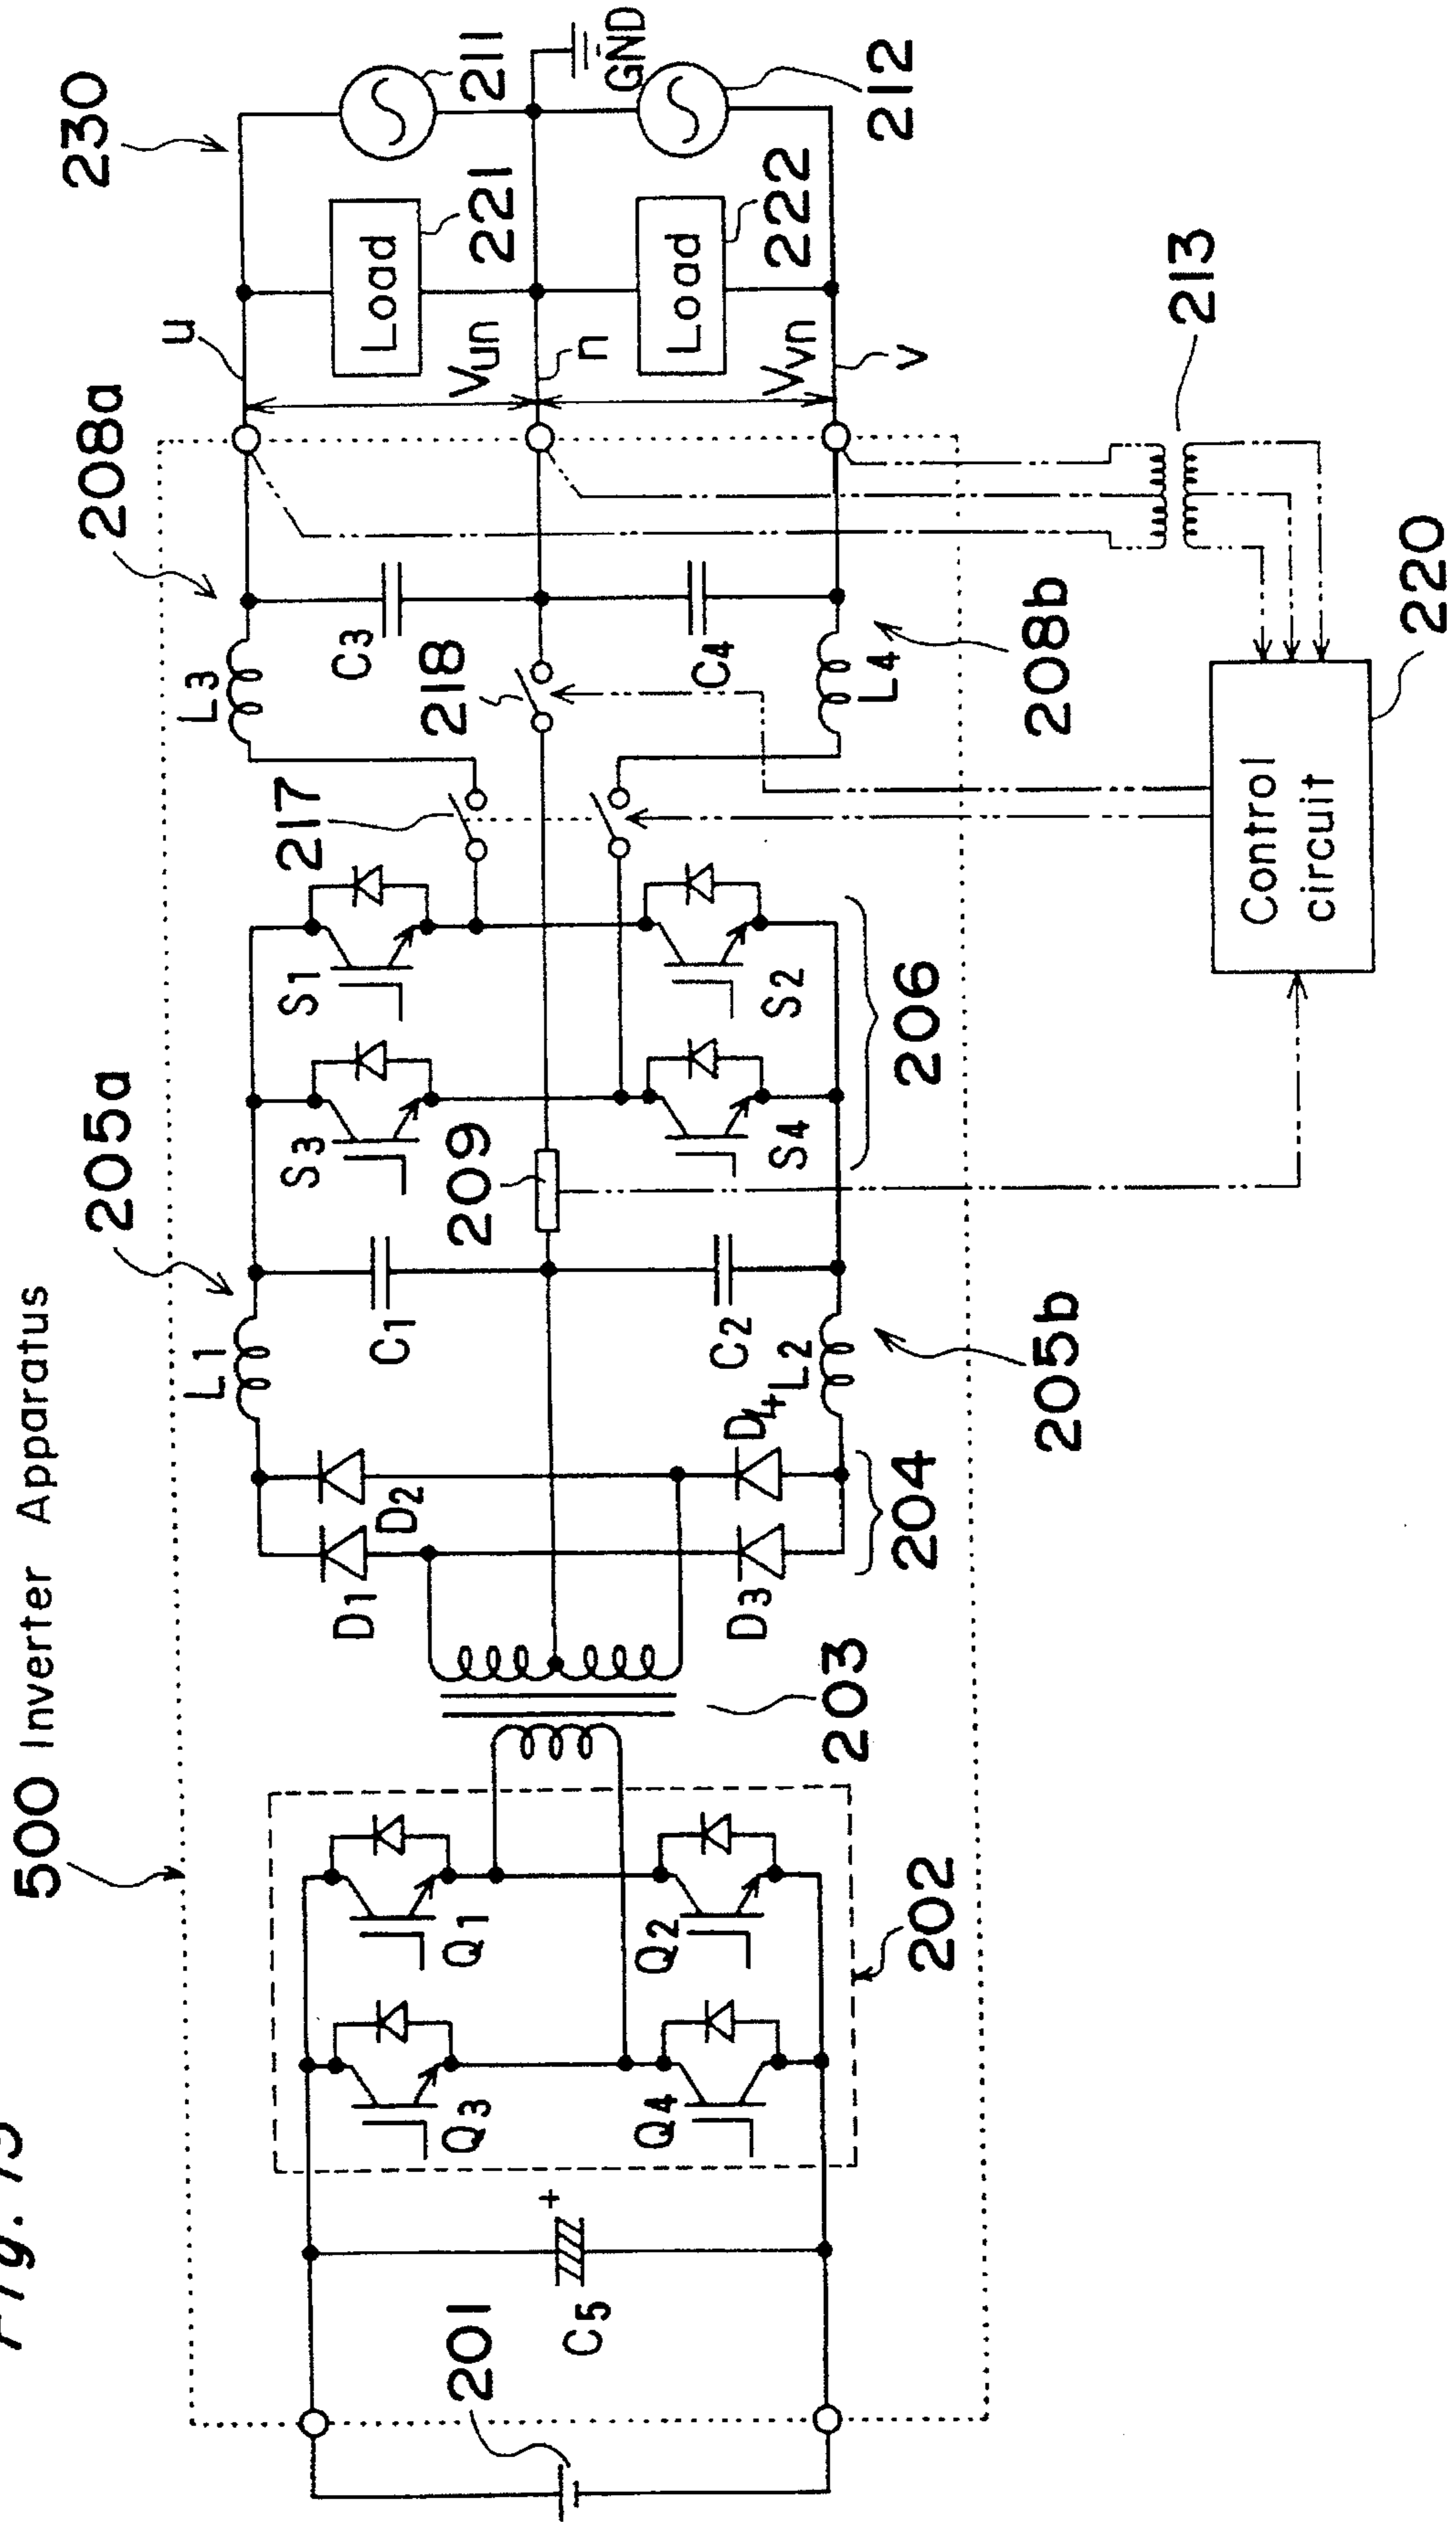 Fig. 15
500 Inverter Apparatus
205a
208a
230
L1
L3
u
D1
D2
C1
S3
S1
217
C3
Vun
Load
221
211
201
C5
+
Q3
Q1
209
218
n
GND
Q4
Q2
D3
D4
C2
L2
S4
S2
C4
L4
Vvn
Load
222
212
v
202
203
204
205b
206
208b
213
Control
circuit
220